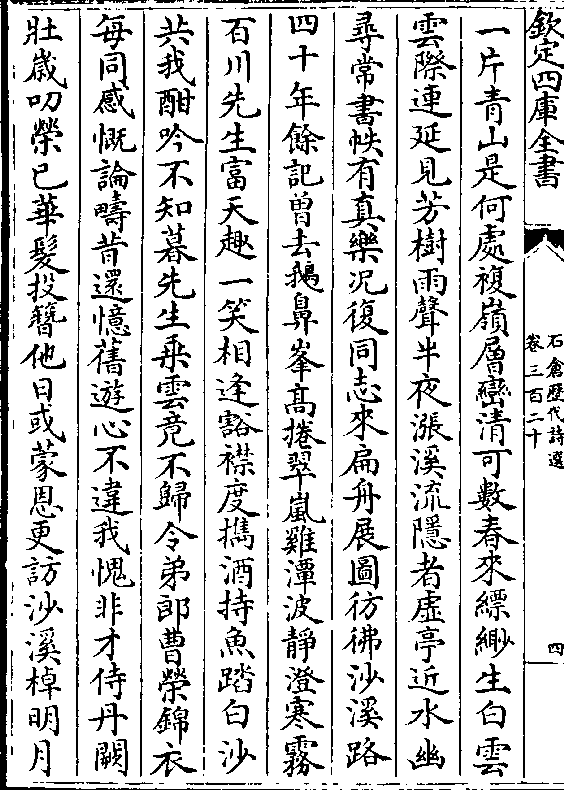 欽定四庫全書
石倉歴代詩選
卷三百二十
四
一片青山是何處複嶺層巒清可數春來縹緲生白雲
雲際連延見芳樹雨聲半夜漲溪流隱者虛亭近水幽
尋常書帙有真樂况復同志來扁舟展圖彷彿沙溪路
四十年餘記曾去鵝鼻峯高捲翠嵐雞潭波靜澄寒霧
百川先生富天趣一笑相逢豁襟度攜酒持魚踏白沙
共我酣吟不知暮先生乗雲竟不歸令弟郎曹榮錦衣
每同感慨論疇昔還憶舊遊心不違我愧非才侍丹闕
壯歳叨榮已華髮投簪他日或蒙恩更訪沙溪棹明月